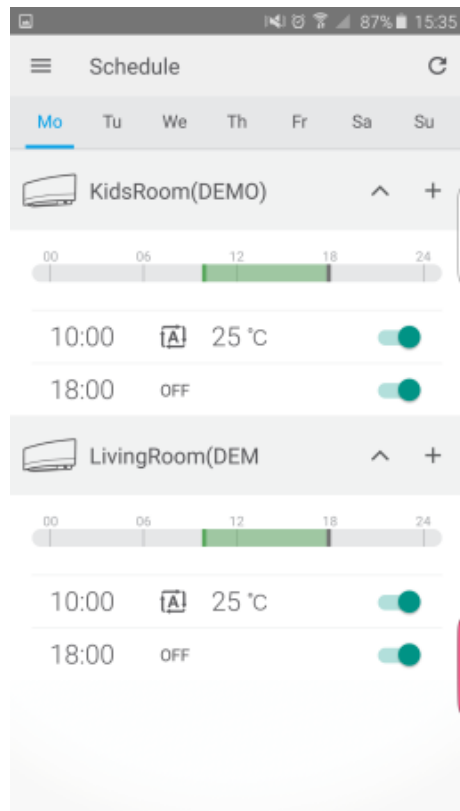 87% 15:35
Schedule
Mo Tu We Th Fr Sa Su
KidsRoom(DEMO)
00 06 12 18 24
10:00 A 25 °C
18:00 OFF
LivingRoom(DEM
00 06 12 18 24
10:00 A 25 °C
18:00 OFF